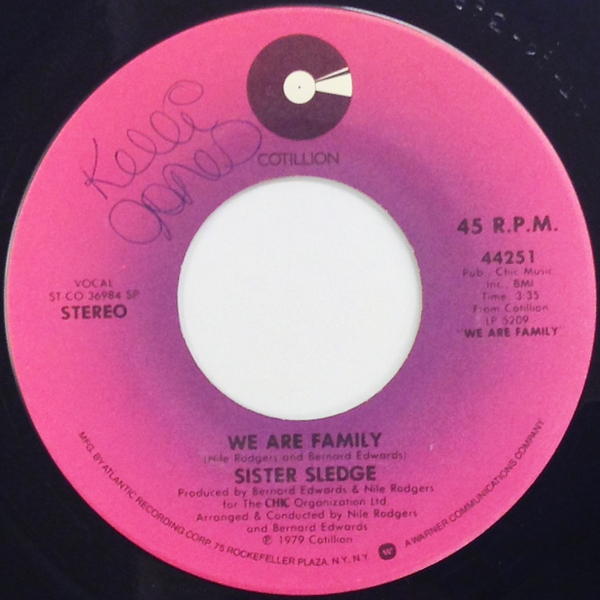 Kelli
Jones
COTILLION
45 R.P.M.
44251
Pub., Chic Music
Inc., BMI
Time: 3:35
From Cotillion
LP 5209
"WE ARE FAMILY"
VOCAL
ST-CO 36984 SP
STEREO
WE ARE FAMILY
(Nile Rodgers and Bernard Edwards)
SISTER SLEDGE
Produced by Bernard Edwards & Nile Rodgers
for The CHIC Organization Ltd.
Arranged & Conducted by Nile Rodgers
and Bernard Edwards
℗ 1979 Cotillion
MFG. BY ATLANTIC RECORDING CORP. 75 ROCKEFELLER PLAZA, N.Y., N.Y. W A WARNER COMMUNICATIONS COMPANY